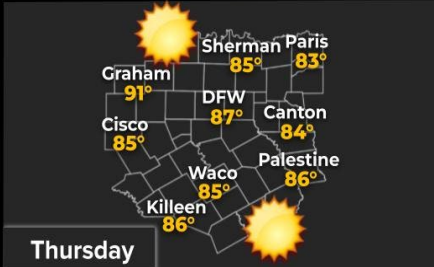 Sherman
85°
Paris
83°
Graham
91°
DFW
87°
Canton
84°
Cisco
85°
Palestine
86°
Waco
85°
Killeen
86°
Thursday